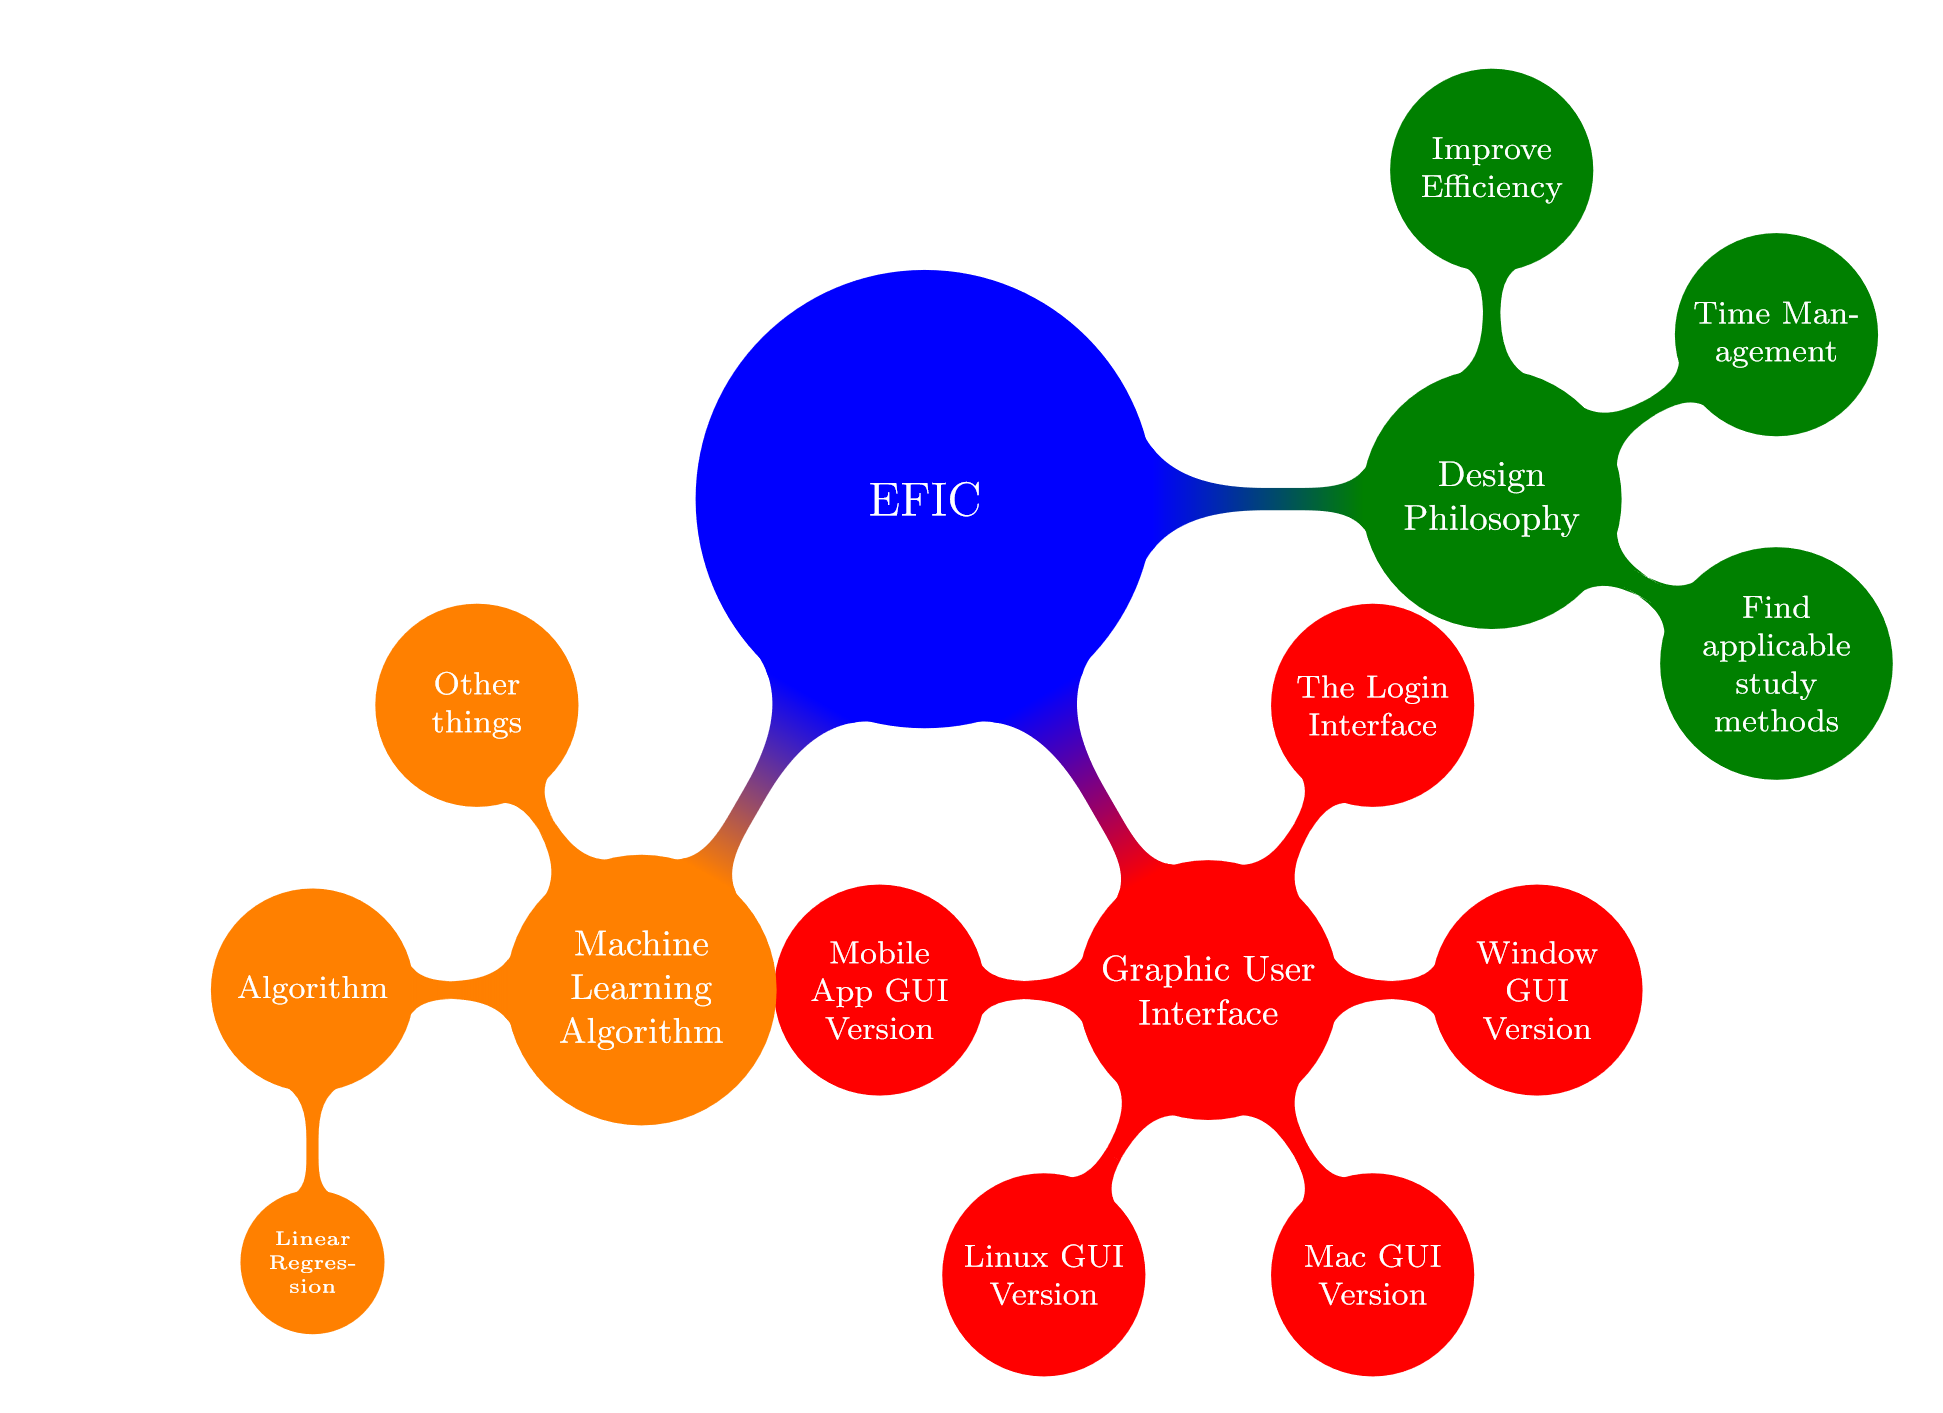 Improve
Efficiency
Time Man-
agement
EFIC
Design
Philosophy
Find
applicable
study
methods
Other
things
The Login
Interface
Algorithm
Machine
Learning
Algorithm
Mobile
App GUI
Version
Graphic User
Interface
Window
GUI
Version
Linear
Regres-
sion
Linux GUI
Version
Mac GUI
Version